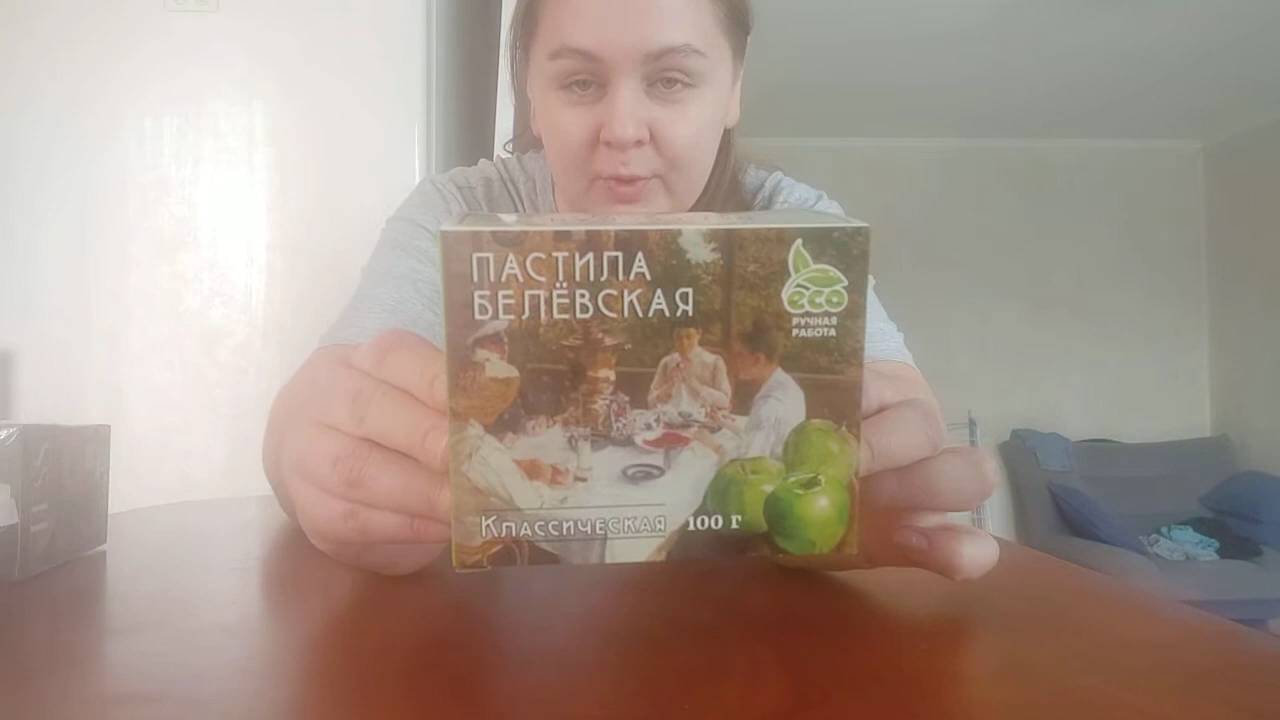 ПАСТИЛА
БЕЛЁВСКАЯ
eco
РУЧНАЯ
РАБОТА
КЛАССИЧЕСКАЯ 100 Г